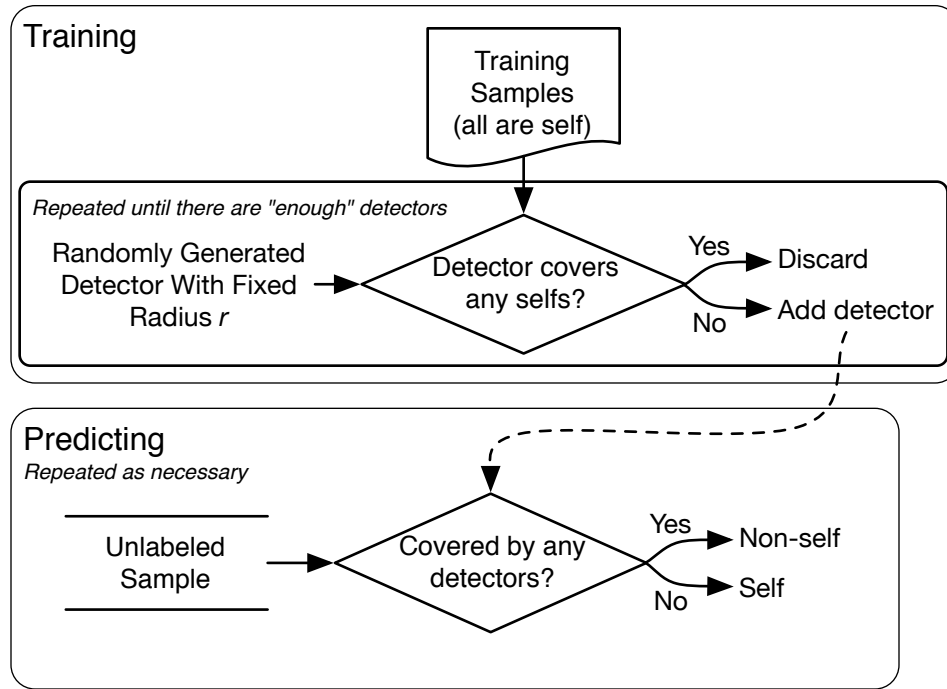 Training
Training
Samples
(all are self)
Repeated until there are "enough" detectors
Randomly Generated
Detector With Fixed
Radius r
Detector covers
any selfs?
Yes
Discard
No
Add detector
Predicting
Repeated as necessary
Unlabeled
Sample
Covered by any
detectors?
Yes
Non-self
No
Self